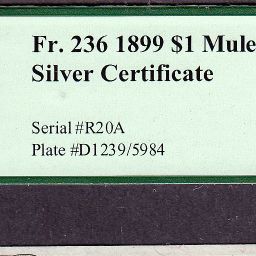 Fr. 236 1899 $1 Mule
Silver Certificate
Serial #R20A
Plate #D1239/5984